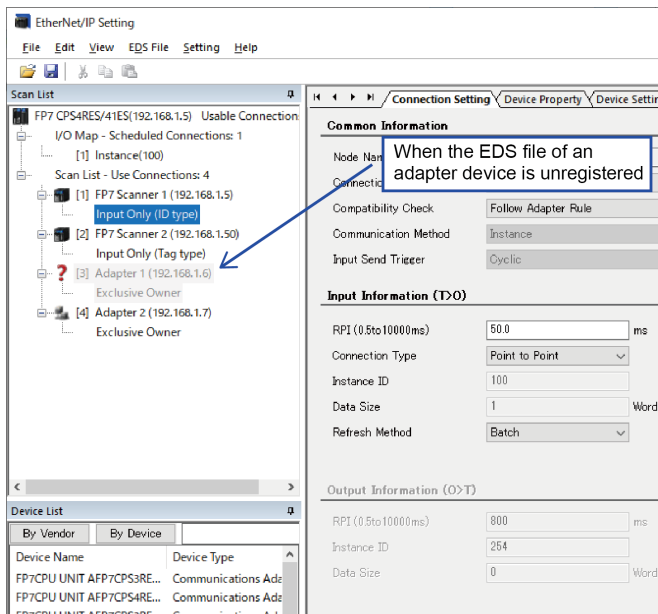 EtherNet/IP Setting
File Edit View EDS File Setting Help
Scan List
FP7 CPS4RES/41ES(192.168.1.5) Usable Connection
I/O Map - Scheduled Connections: 1
[1] Instance(100)
Scan List - Use Connections: 4
[1] FP7 Scanner 1 (192.168.1.5)
Input Only (ID type)
[2] FP7 Scanner 2 (192.168.1.50)
Input Only (Tag type)
? [3] Adapter 1 (192.168.1.6)
Exclusive Owner
[4] Adapter 2 (192.168.1.7)
Exclusive Owner
Device List
By Vendor By Device
Device Name Device Type
FP7CPU UNIT AFP7CPS3RE... Communications Ada
FP7CPU UNIT AFP7CPS4RE... Communications Ada
Connection Setting Device Property Device Settin
Common Information
Node Nam
When the EDS file of an
adapter device is unregistered
Connectio
Compatibility Check Follow Adapter Rule
Communication Method Instance
Input Send Trigger Cyclic
Input Information (T>O)
RPI (0.5to10000ms) 50.0 ms
Connection Type Point to Point
Instance ID 100
Data Size 1 Word
Refresh Method Batch
Output Information (O>T)
RPI (0.5to10000ms) 800 ms
Instance ID 254
Data Size 0 Word